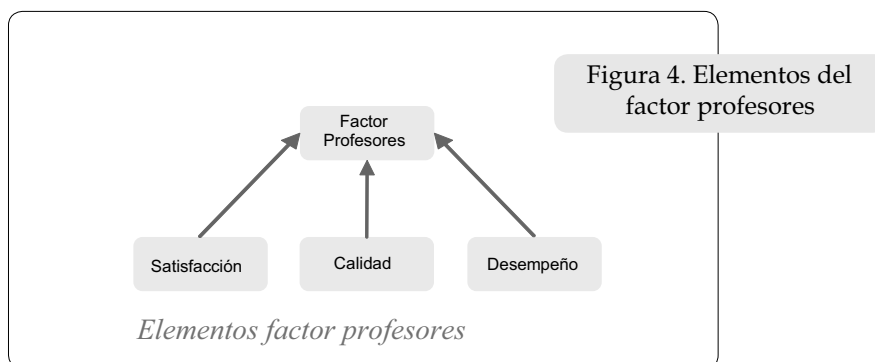 Figura 4. Elementos del
factor profesores
Factor
Profesores
Satisfacción
Calidad
Desempeño
Elementos factor profesores